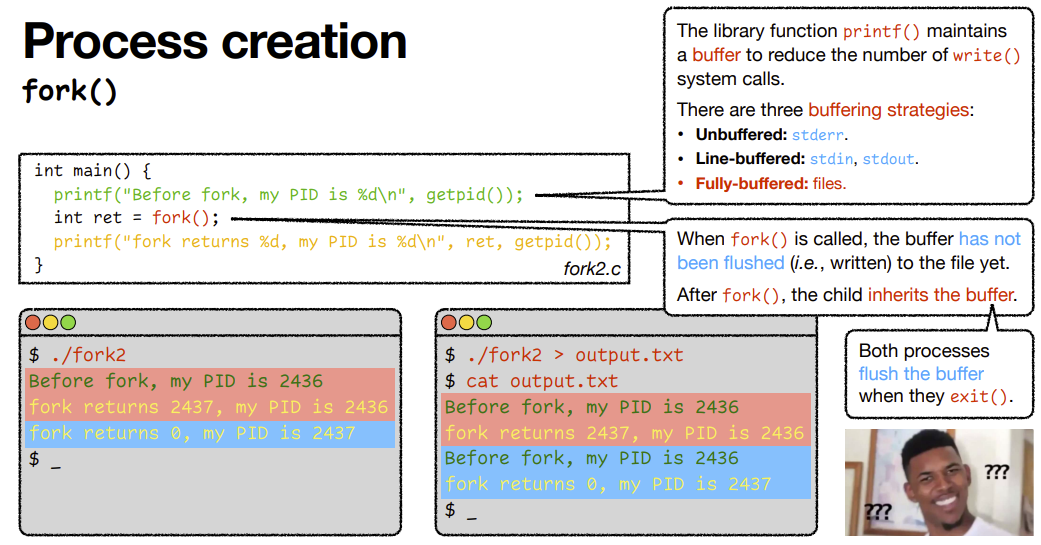 Process creation
fork()
The library function printf() maintains
a buffer to reduce the number of write()
system calls.
There are three buffering strategies:
• Unbuffered: stderr.
• Line-buffered: stdin, stdout.
• Fully-buffered: files.
int main() {
printf("Before fork, my PID is %d\n", getpid());
int ret = fork();
printf("fork returns %d, my PID is %d\n", ret, getpid());
}
fork2.c
When fork() is called, the buffer has not
been flushed (i.e., written) to the file yet.
After fork(), the child inherits the buffer.
Both processes
flush the buffer
when they exit().
$ ./fork2
Before fork, my PID is 2436
fork returns 2437, my PID is 2436
fork returns 0, my PID is 2437
$ _
$ ./fork2 > output.txt
$ cat output.txt
Before fork, my PID is 2436
fork returns 2437, my PID is 2436
Before fork, my PID is 2436
fork returns 0, my PID is 2437
$ _
???
???